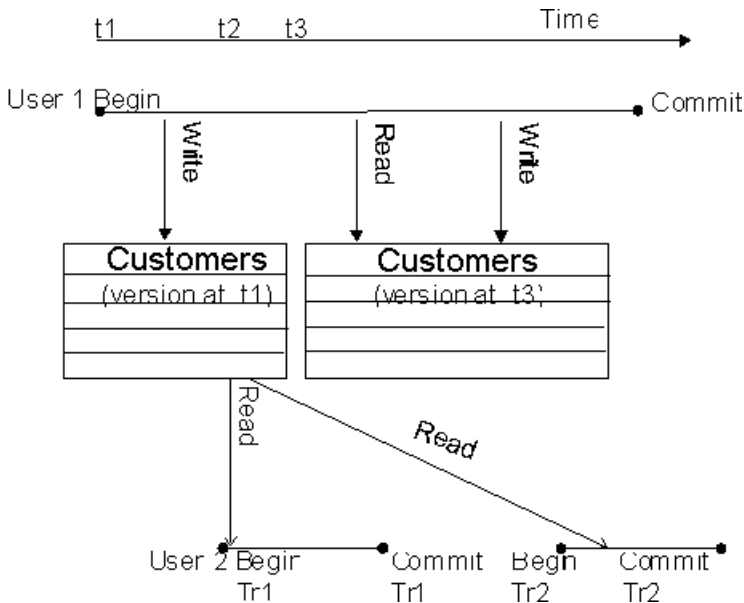 t1 t2 t3 Time
User 1 Begin Commit
Write Read Write
Customers Customers
(version at t1) (version at t3)
Read Read
User 2 Begin Commit Begin Commit
Tr1 Tr1 Tr2 Tr2